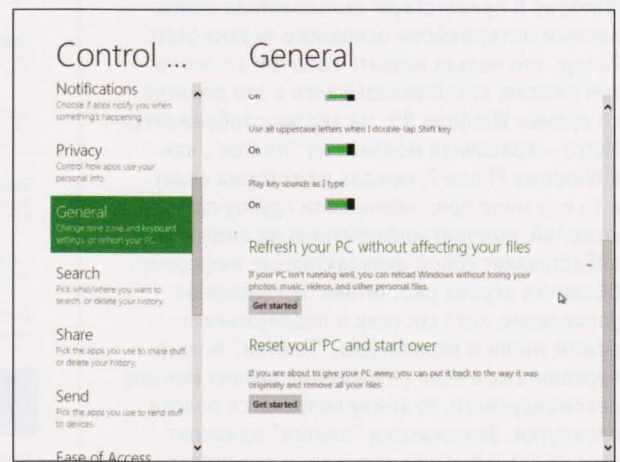 Control ...
Notifications
Choose if apps notify you when
something's happening.
Privacy
Control how apps use your
personal info.
General
Change time zone and keyboard
settings, or refresh your PC.
Search
Pick what/where you want to
search, or delete your history.
Share
Pick the apps you use to share stuff
or delete your history.
Send
Pick the apps you use to send stuff
to devices.
Ease of Access
General
On
Use all uppercase letters when I double-tap Shift key
On
Play key sounds as I type
On
Refresh your PC without affecting your files
If your PC isn't running well, you can reload Windows without losing your
photos, music, videos, and other personal files.
Get started
Reset your PC and start over
If you are about to give your PC away, you can put it back to the way it was
originally and remove all your files.
Get started